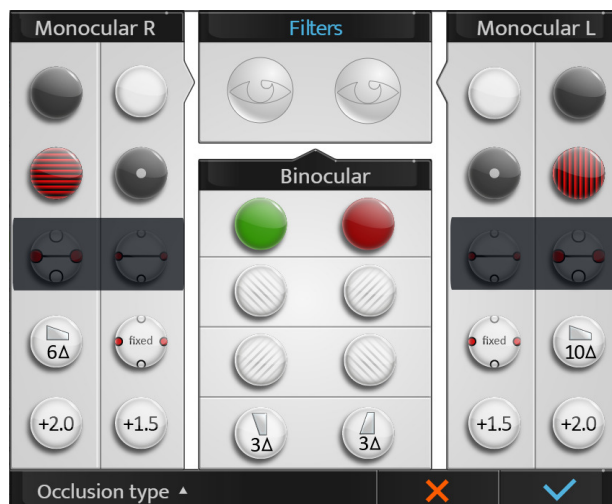 Monocular R
Filters
Monocular L
Binocular
fixed
fixed
6Δ
10Δ
+2.0
+1.5
3Δ
3Δ
+1.5
+2.0
Occlusion type ▲